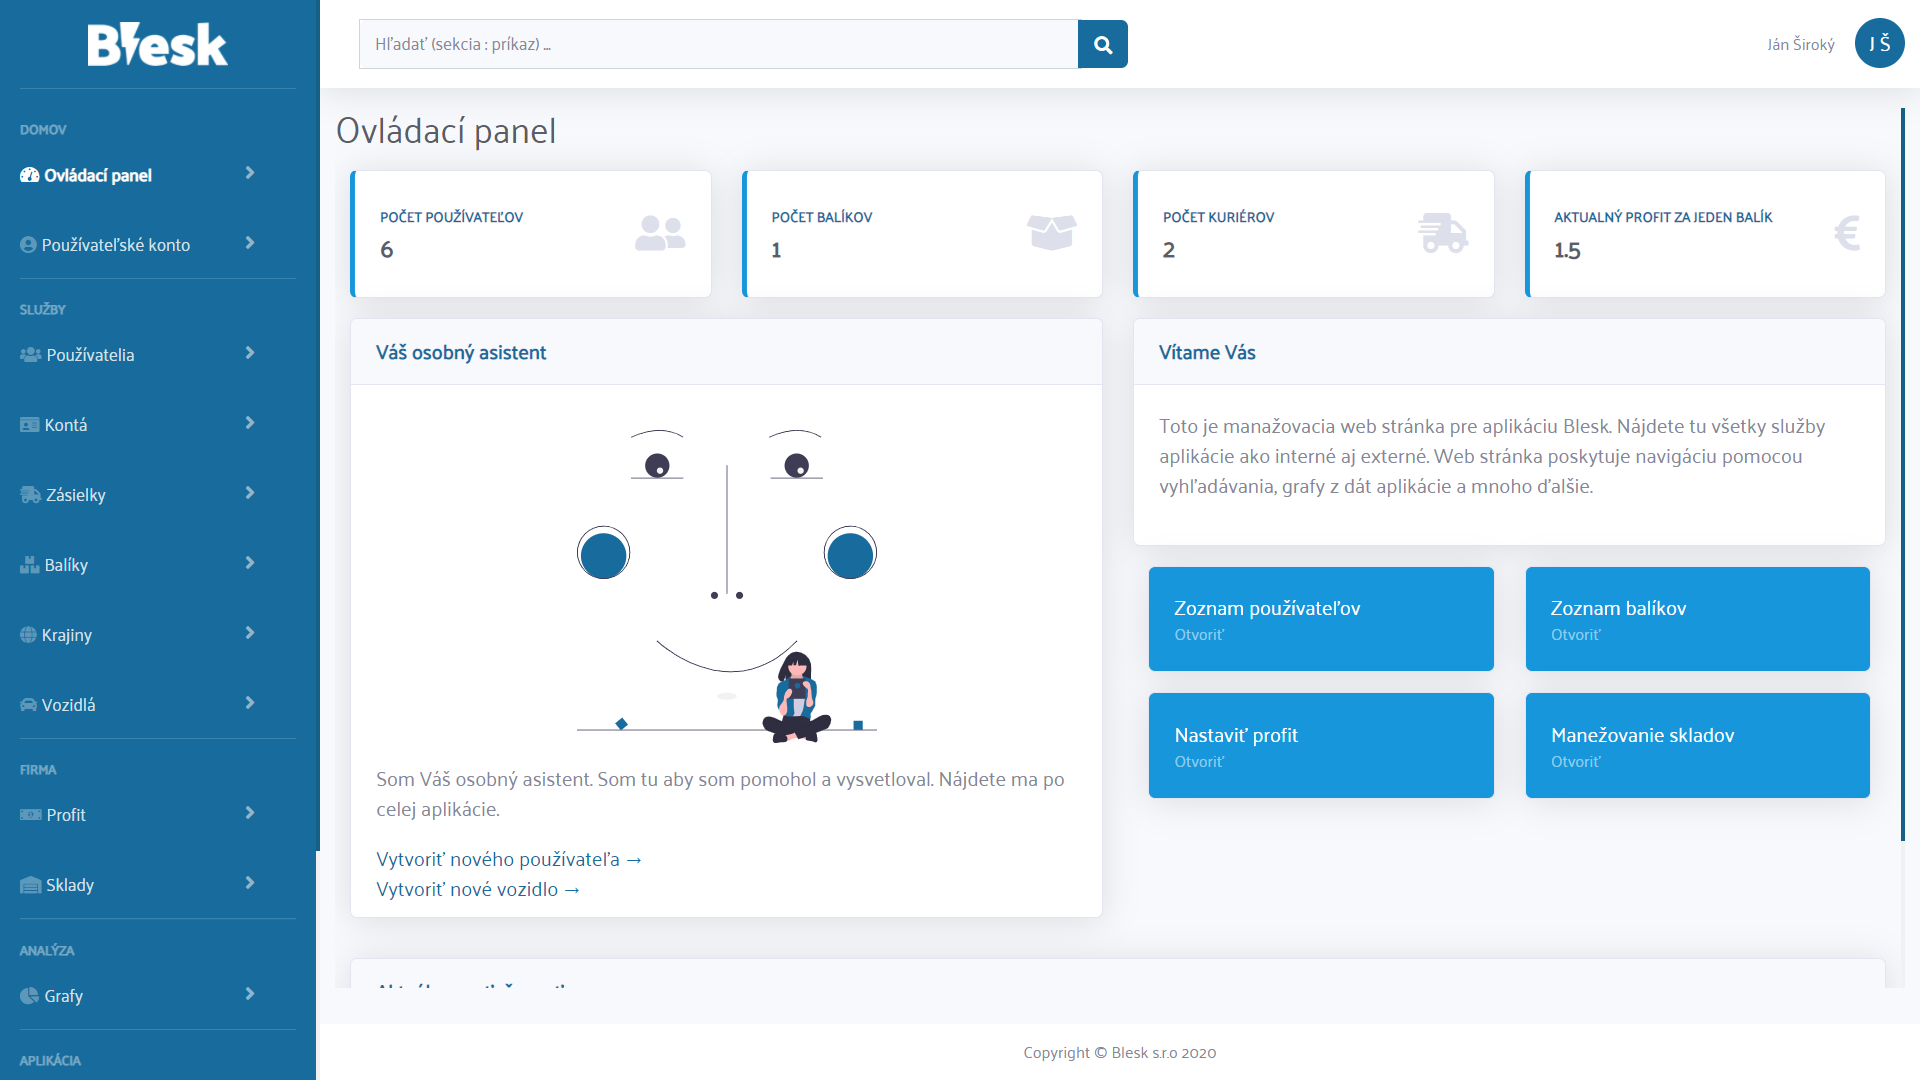 Blesk
DOMOV
Ovládací panel
Používateľské konto
SLUŽBY
Používatelia
Kontá
Zásielky
Balíky
Krajiny
Vozidlá
FIRMA
Profit
Sklady
ANALÝZA
Grafy
APLIKÁCIA
Hľadať (sekcia : príkaz) ...
Ján Široký
J Š
Ovládací panel
POČET POUŽÍVATEĽOV
6
POČET BALÍKOV
1
POČET KURIÉROV
2
AKTUALNÝ PROFIT ZA JEDEN BALÍK
1.5
Váš osobný asistent
Som Váš osobný asistent. Som tu aby som pomohol a vysvetloval. Nájdete ma po
celej aplikácie.
Vytvoriť nového používateľa →
Vytvoriť nové vozidlo →
Vítame Vás
Toto je manažovacia web stránka pre aplikáciu Blesk. Nájdete tu všetky služby
aplikácie ako interné aj externé. Web stránka poskytuje navigáciu pomocou
vyhľadávania, grafy z dát aplikácie a mnoho ďalšie.
Zoznam používateľov
Otvoriť
Zoznam balíkov
Otvoriť
Nastaviť profit
Otvoriť
Manežovanie skladov
Otvoriť
Copyright © Blesk s.r.o 2020